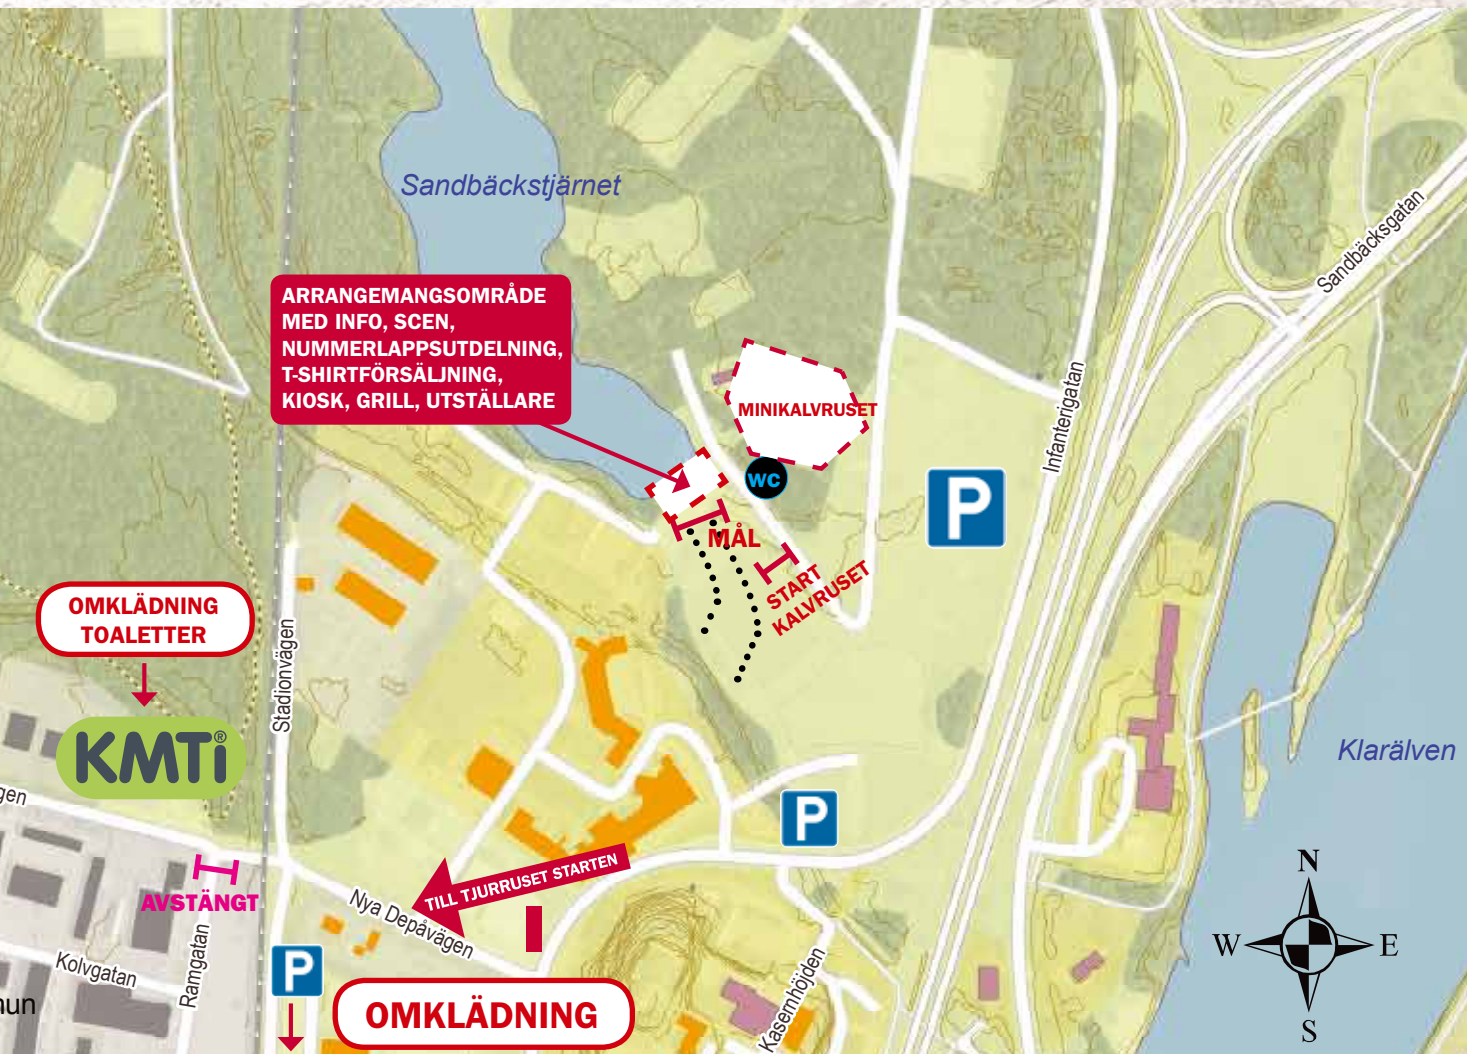 Sandbäckstjärnet
Sandbäcksgatan
ARRANGEMANGSOMRÅDE
MED INFO, SCEN,
NUMMERLAPPSUTDELNING,
T-SHIRTFÖRSÄLJNING,
KIOSK, GRILL, UTSTÄLLARE
MINIKALVRUSET
Infanterigatan
WC
P
MÅL
START
KALVRUSET
OMKLÄDNING
TOALETTER
Stadionvägen
KMTi®
Klarälven
gen
P
TILL TJURRUSET STARTEN
AVSTÄNGT
Nya Depåvägen
Kolvgatan
Ramgatan
P
OMKLÄDNING
Kasernhöjden
N
W
E
S